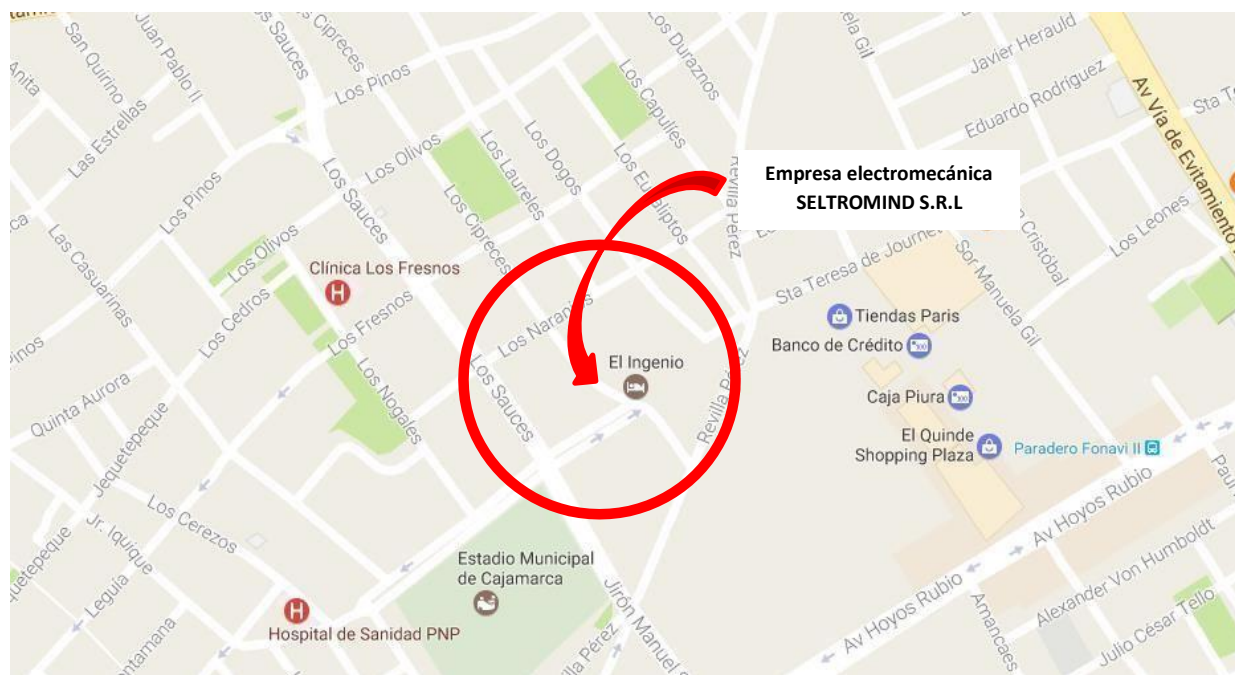 San Quirino
Juan Pablo II
Los Sauces
Cipreces
Los Pinos
Los Duraznos
Javier Herauld
Eduardo Rodriguez
Av Vía de Evitamiento
Anita
Las Estrellas
Los Capulíes
Los Olivos
Los Laureles
Los Dogos
Los Eucaliptos
Revilla Pérez
Empresa electromecánica
SELTROMIND S.R.L
Los Pinos
Los Sauces
Los Cipreces
Los Leones
Cristóbal
Sor Manuela Gil
Sta Teresa de Journet
Las Casuarinas
Los Olivos
Clínica Los Fresnos
Los Cedros
Los Fresnos
Los Naranjos
Tiendas Paris
Banco de Crédito
El Ingenio
Caja Piura
Quinta Aurora
Los Nogales
Los Sauces
Revilla Pérez
El Quinde
Shopping Plaza
Paradero Fonavi II
Jequetepeque
Los Cerezos
Jr. Iquique
Av Hoyos Rubio
Estadio Municipal
de Cajamarca
Leguía
Hospital de Sanidad PNP
Jirón Manuel
Av Hoyos Rubio
Amancaes
Alexander Von Humboldt
Julio César Tello